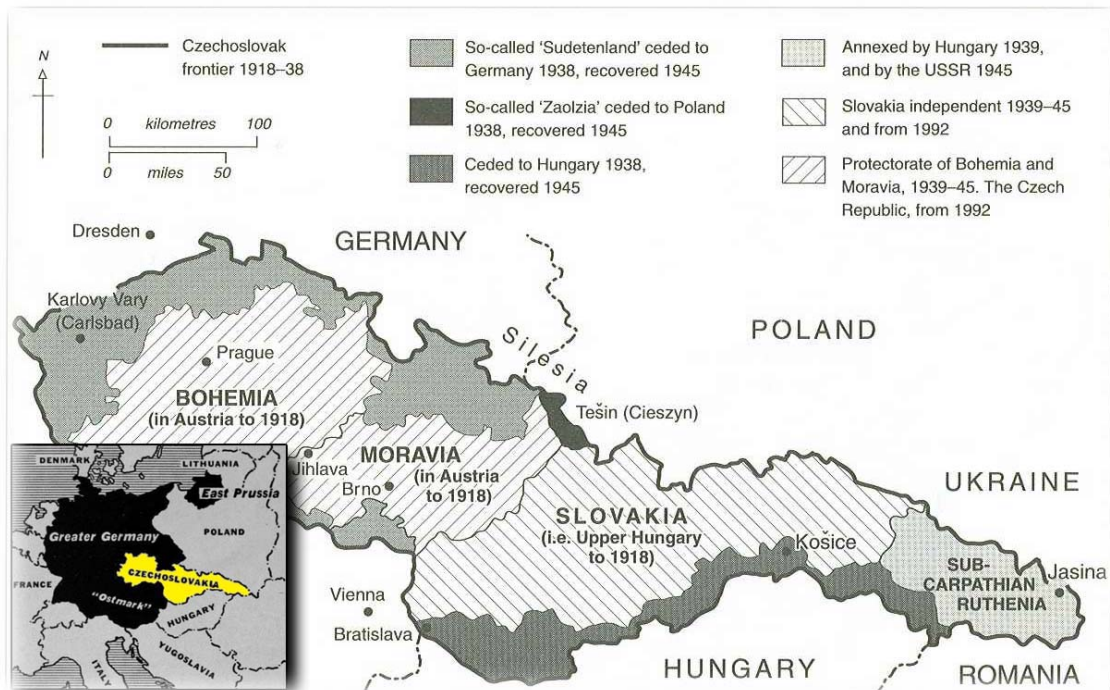 Czechoslovak
frontier 1918–38
N
0 kilometres 100
0 miles 50
So-called ‘Sudetenland’ ceded to
Germany 1938, recovered 1945
So-called ‘Zaolzia’ ceded to Poland
1938, recovered 1945
Ceded to Hungary 1938,
recovered 1945
Annexed by Hungary 1939,
and by the USSR 1945
Slovakia independent 1939–45
and from 1992
Protectorate of Bohemia and
Moravia, 1939–45. The Czech
Republic, from 1992
Dresden
GERMANY
Karlovy Vary
(Carlsbad)
Prague
Silesia
POLAND
BOHEMIA
(in Austria to 1918)
Tešin (Cieszyn)
Jihlava
MORAVIA
(in Austria
to 1918)
Brno
UKRAINE
SLOVAKIA
(i.e. Upper Hungary
to 1918)
Košice
SUB-
CARPATHIAN
RUTHENIA
Jasina
Vienna
Bratislava
HUNGARY
ROMANIA
DENMARK
LITHUANIA
East Prussia
POLAND
Greater Germany
CZECHOSLOVAKIA
FRANCE
"Ostmark"
HUNGARY
YUGOSLAVIA
ITALY